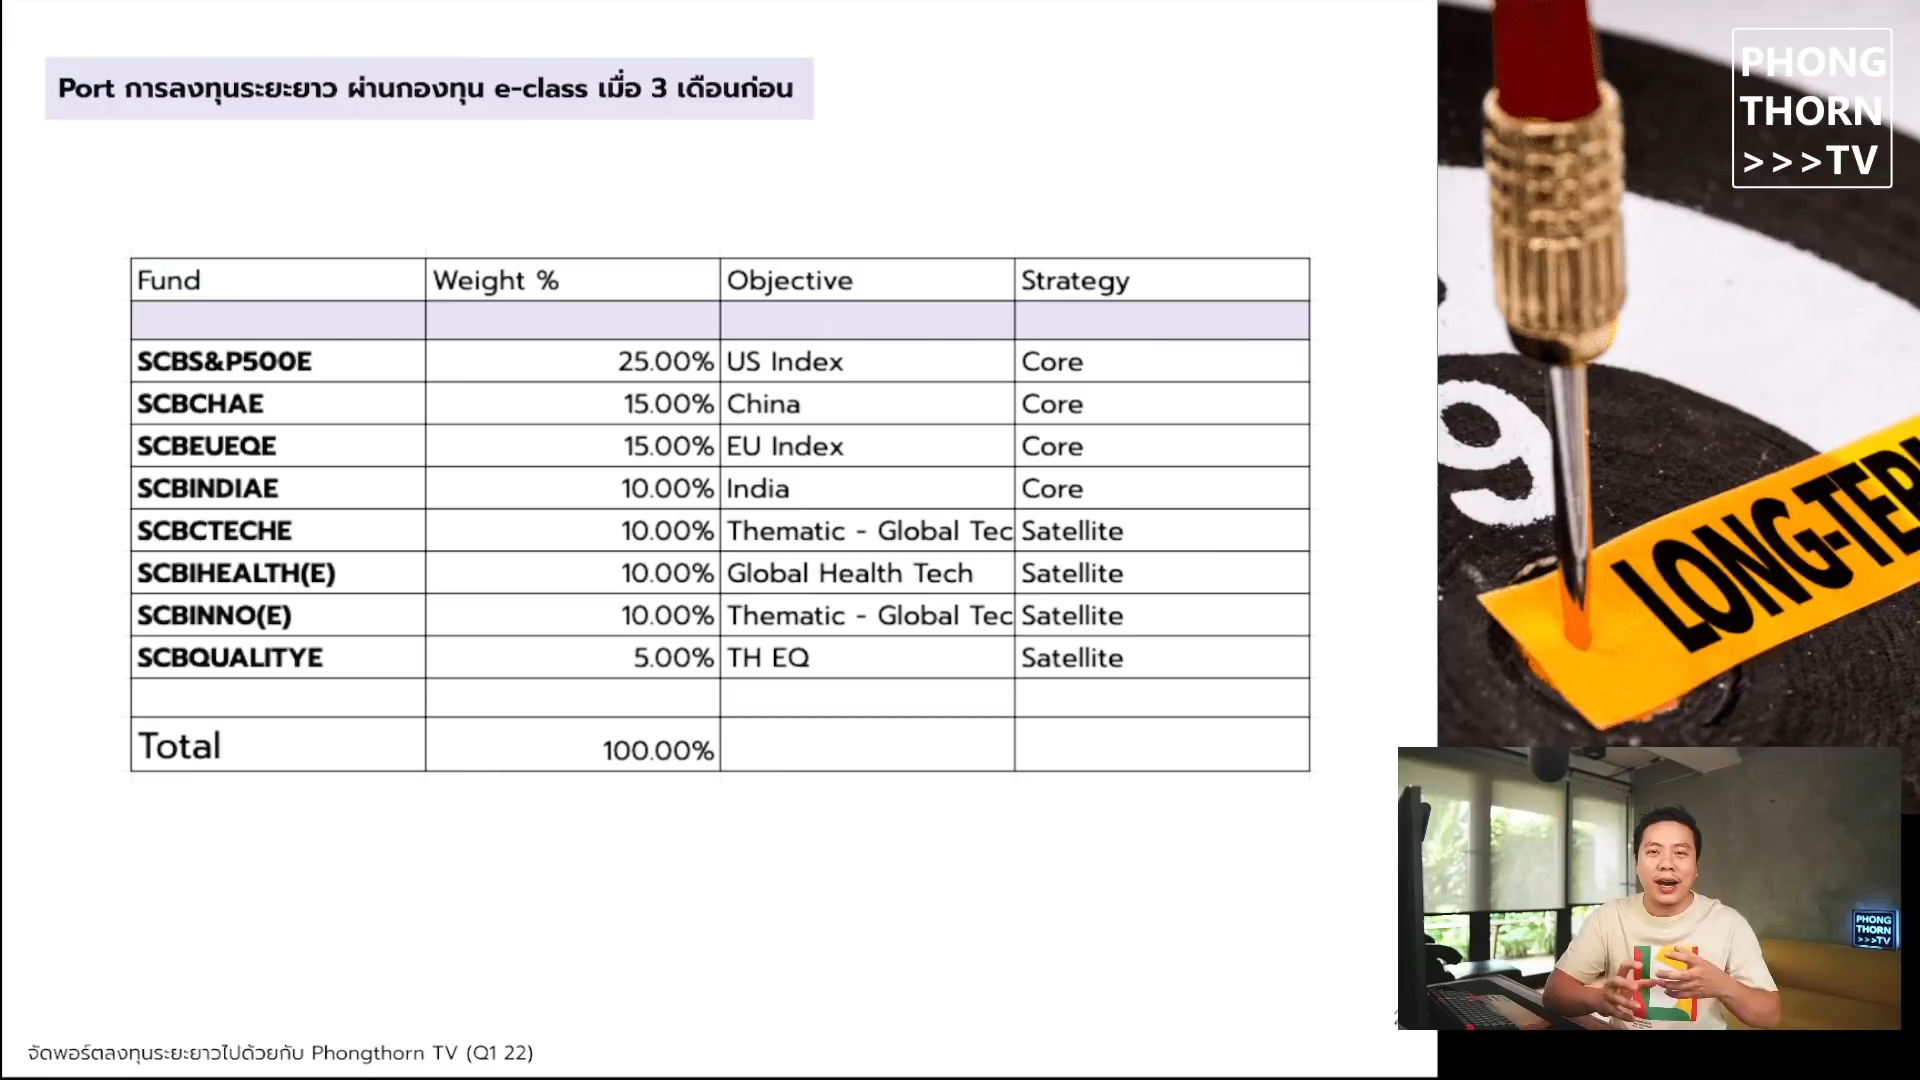 Port การลงทุนระยะยาว ผ่านกองทุน e-class เมื่อ 3 เดือนก่อน
PHONG
THORN
>>>TV
Fund Weight % Objective Strategy
SCBS&P500E 25.00% US Index Core
SCBCHAE 15.00% China Core
SCBEUEQE 15.00% EU Index Core
SCBINDIAE 10.00% India Core
SCBCTECHE 10.00% Thematic - Global Tec Satellite
SCBIHEALTH(E) 10.00% Global Health Tech Satellite
SCBINNO(E) 10.00% Thematic - Global Tec Satellite
SCBQUALITYE 5.00% TH EQ Satellite
Total 100.00%
9
LONG-TER
PHONG
THORN
>>>TV
จัดพอร์ตลงทุนระยะยาวไปด้วยกับ Phongthorn TV (Q1 22)